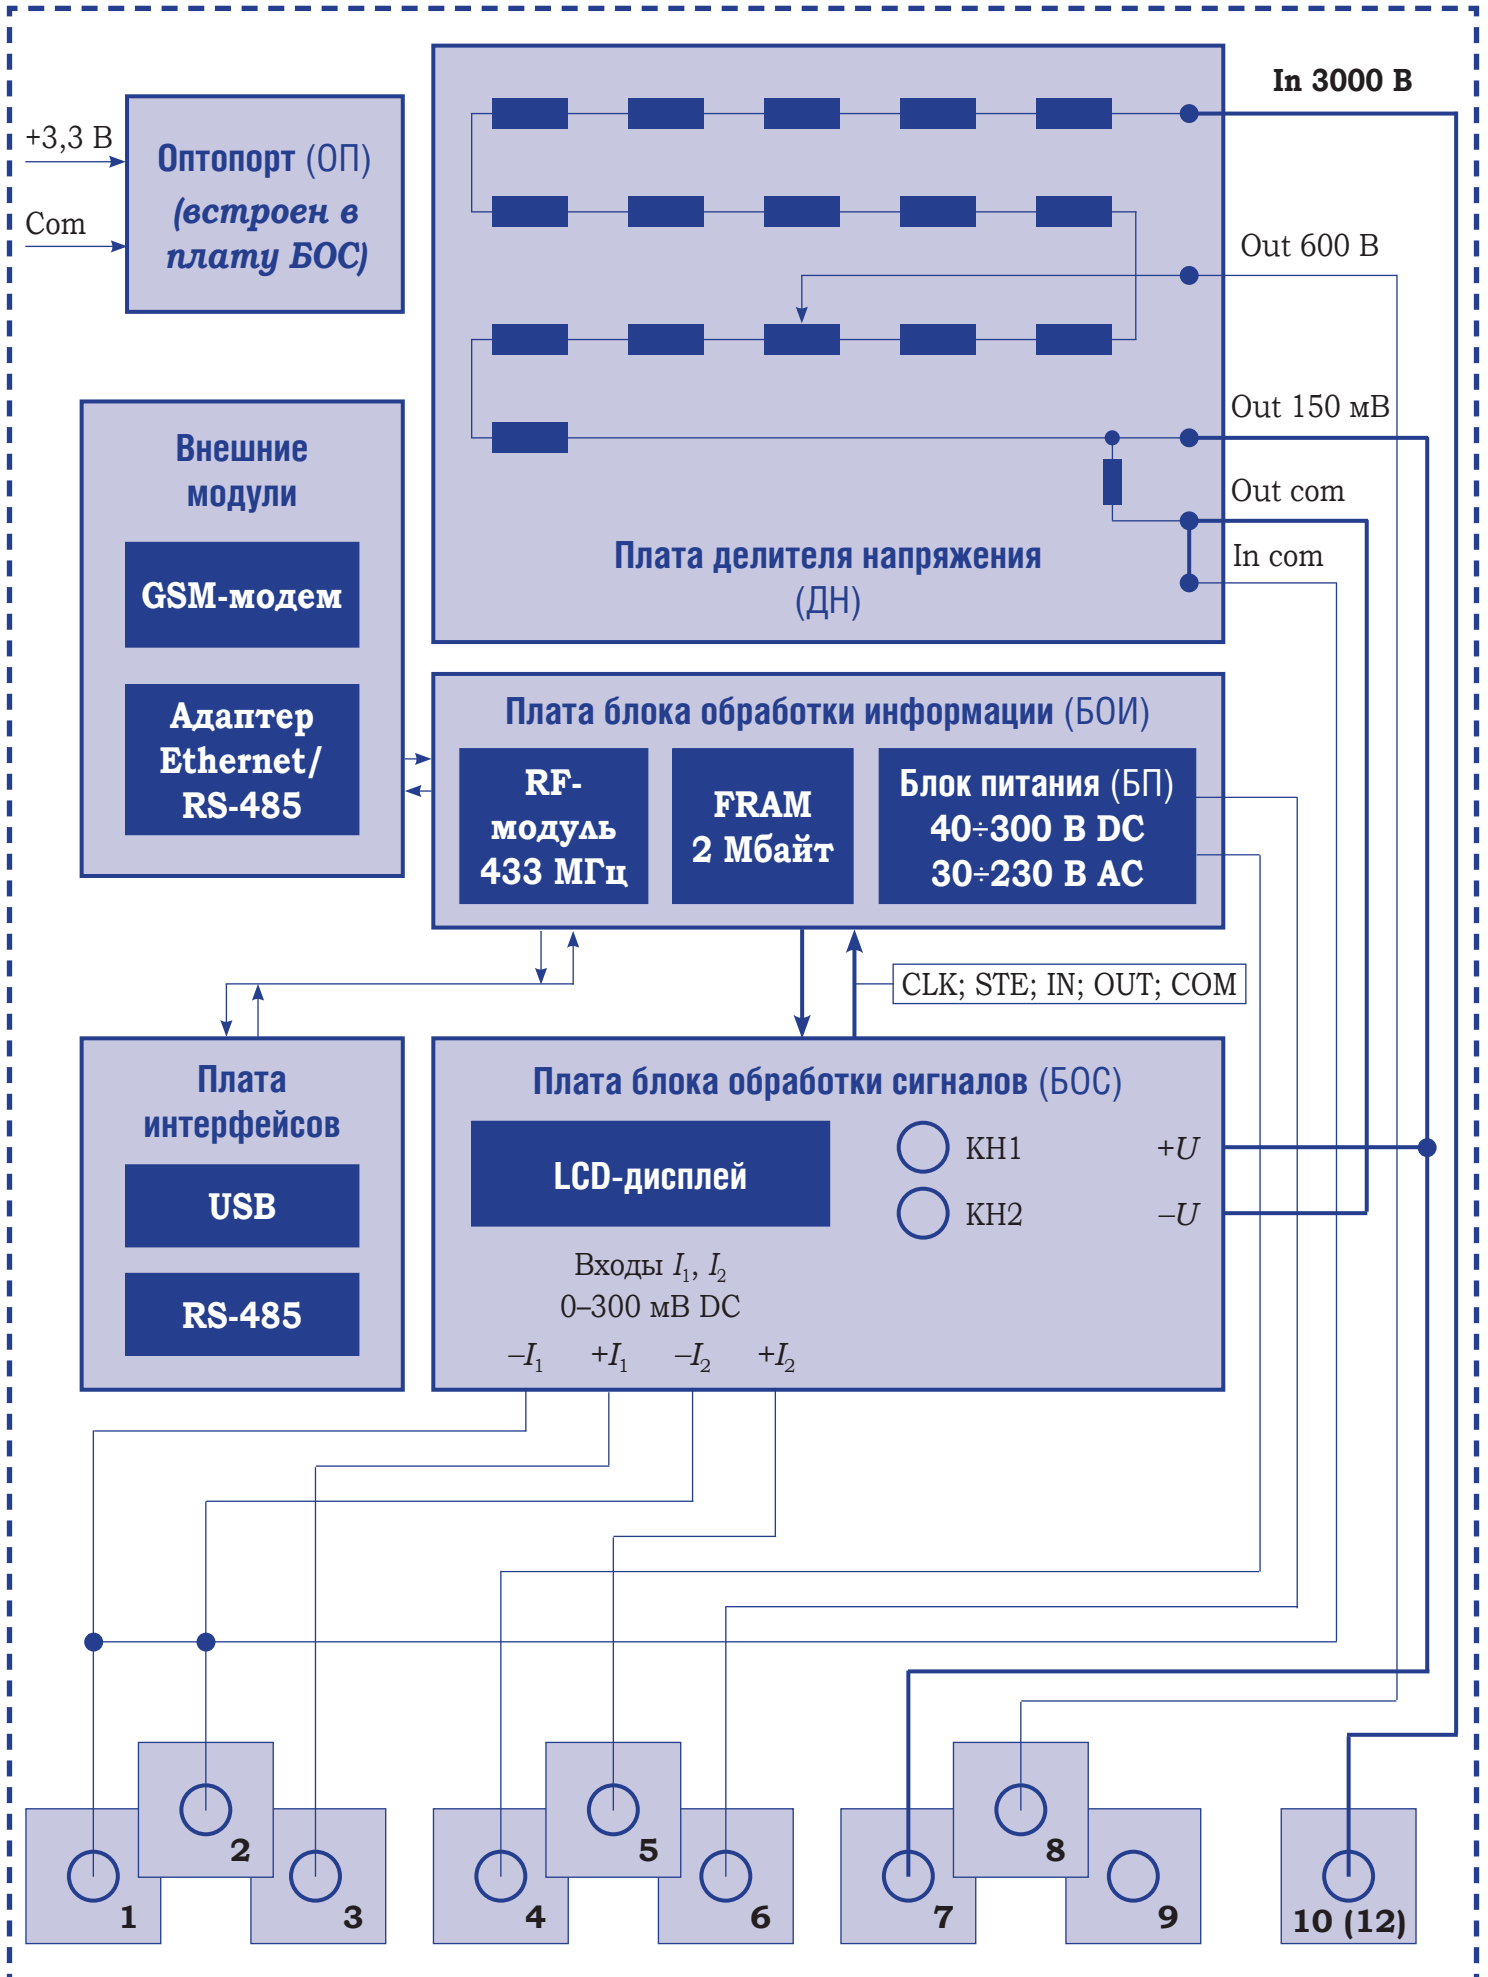 In 3000 В
+3,3 В
Оптопорт (ОП)
(встроен в
плату БОС)
Com
Out 600 В
Out 150 мВ
Out com
In com
Плата делителя напряжения
(ДН)
Внешние
модули
GSM-модем
Адаптер
Ethernet/
RS-485
Плата блока обработки информации (БОИ)
RF-
модуль
433 МГц
FRAM
2 Мбайт
Блок питания (БП)
40÷300 В DC
30÷230 В AC
CLK; STE; IN; OUT; COM
Плата
интерфейсов
USB
RS-485
Плата блока обработки сигналов (БОС)
LCD-дисплей
КН1
+U
КН2
–U
Входы I1, I2
0–300 мВ DC
–I1 +I1 –I2 +I2
2 5 8
1 3 4 6 7 9 10 (12)